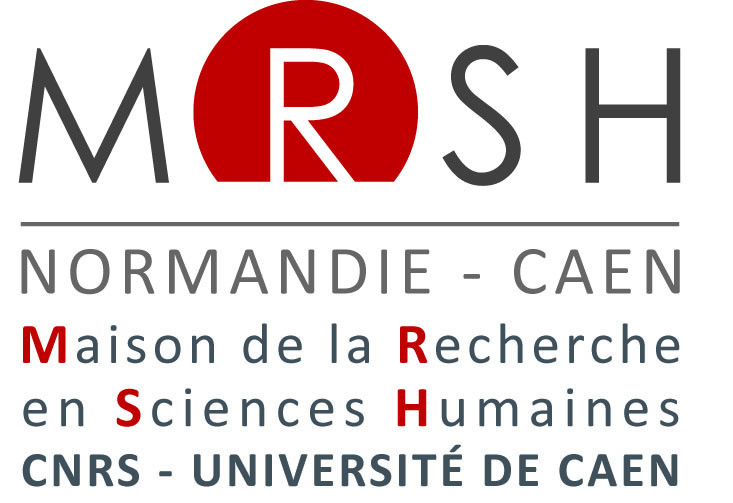 MRSH
NORMANDIE - CAEN
Maison de la Recherche
en Sciences Humaines
CNRS - UNIVERSITÉ DE CAEN